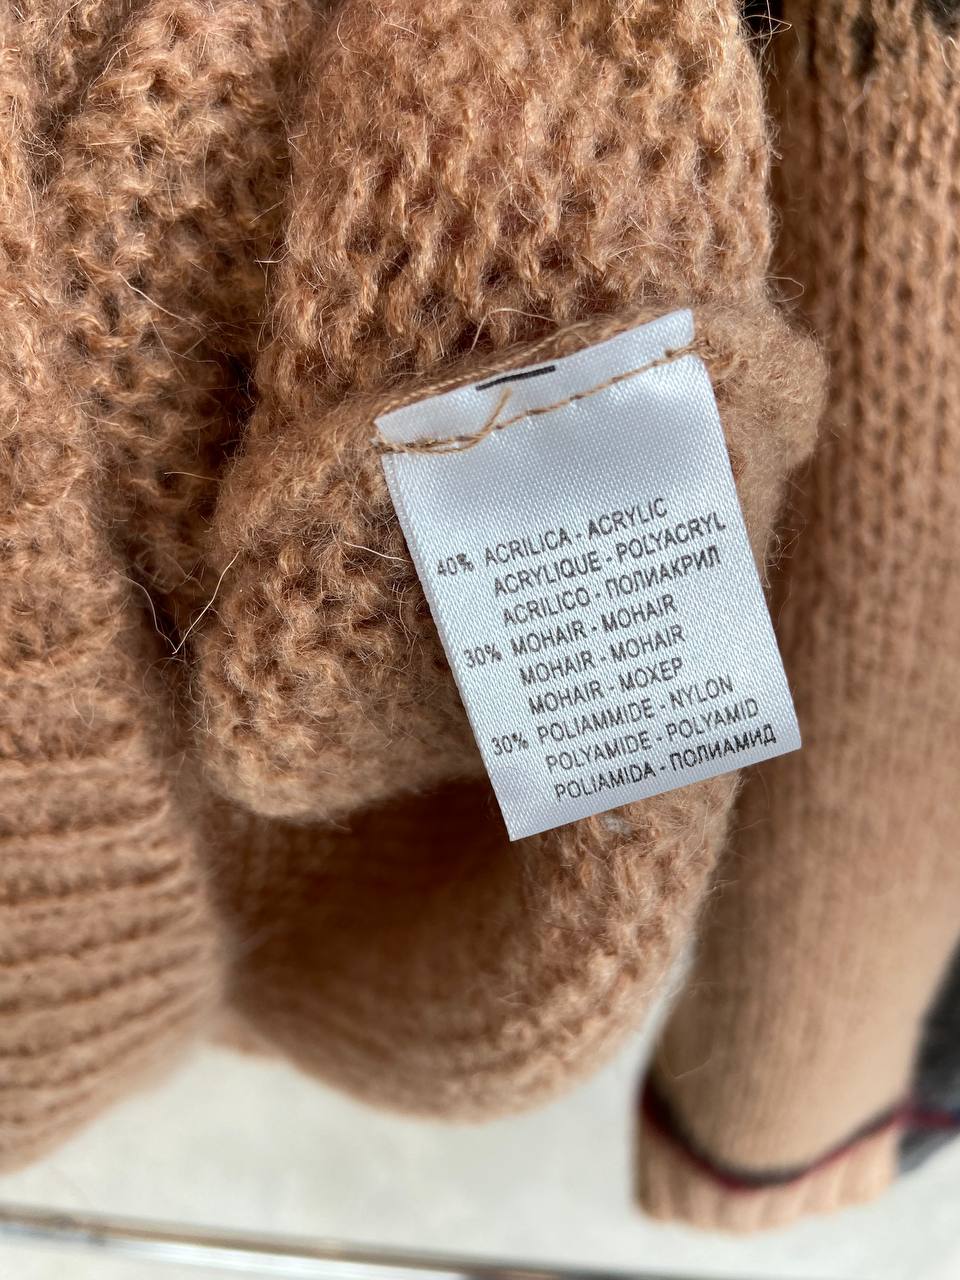 40% ACRILICA - ACRYLIC
ACRYLIQUE - POLYACRYL
ACRILICO - ПОЛИАКРИЛ
30% MOHAIR - MOHAIR
MOHAIR - MOHAIR
MOHAIR - МОХЕР
30% POLIAMMIDE - NYLON
POLYAMIDE - POLYAMID
POLIAMIDA - ПОЛИАМИД